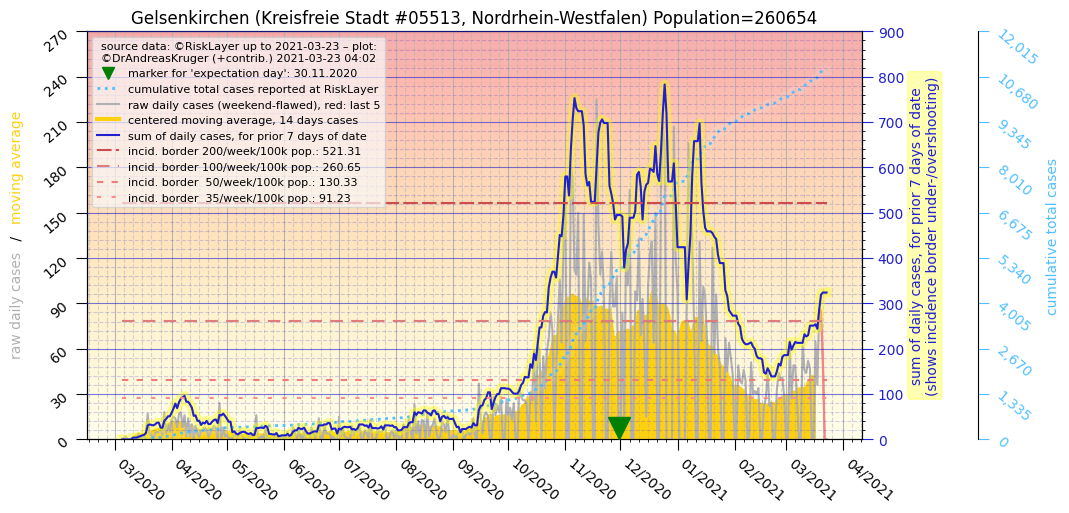 Gelsenkirchen (Kreisfreie Stadt #05513, Nordrhein-Westfalen) Population=260654
source data: ©RiskLayer up to 2021-03-23 – plot:
©DrAndreasKruger (+contrib.) 2021-03-23 04:02
marker for 'expectation day': 30.11.2020
cumulative total cases reported at RiskLayer
raw daily cases (weekend-flawed), red: last 5
centered moving average, 14 days cases
sum of daily cases, for prior 7 days of date
incid. border 200/week/100k pop.: 521.31
incid. border 100/week/100k pop.: 260.65
incid. border 50/week/100k pop.: 130.33
incid. border 35/week/100k pop.: 91.23
raw daily cases / moving average
270
240
210
180
150
120
90
60
30
0
03/2020
04/2020
05/2020
06/2020
07/2020
08/2020
09/2020
10/2020
11/2020
12/2020
01/2021
02/2021
03/2021
04/2021
900
800
700
600
500
400
300
200
100
0
sum of daily cases, for prior 7 days of date
(shows incidence border under-/overshooting)
12,015
10,680
9,345
8,010
6,675
5,340
4,005
2,670
1,335
0
cumulative total cases